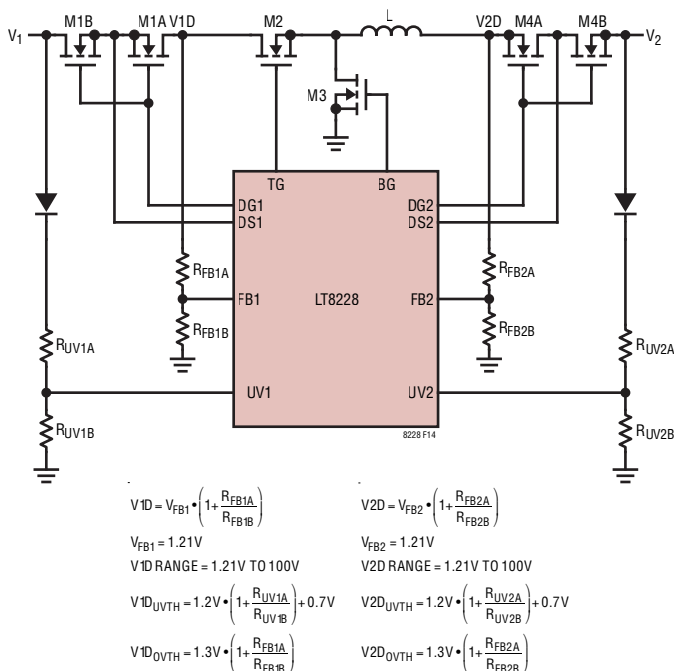 M1B M1A V1D M2 L V2D M4A M4B
V1 V2
M3
TG BG
DG1 DG2
DS1 DS2
RFB1A RFB2A
FB1 LT8228 FB2
RFB1B RFB2B
RUV1A RUV2A
UV1 UV2
RUV1B RUV2B
8228 F14
V1D = VFB1 • (1+ RFB1A/RFB1B) V2D = VFB2 • (1+ RFB2A/RFB2B)
VFB1 = 1.21V VFB2 = 1.21V
V1D RANGE = 1.21V TO 100V V2D RANGE = 1.21V TO 100V
V1DUVTH = 1.2V • (1+ RUV1A/RUV1B) + 0.7V V2DUVTH = 1.2V • (1+ RUV2A/RUV2B) + 0.7V
V1DOVTH = 1.3V • (1+ RFB1A/RFB1B) V2DOVTH = 1.3V • (1+ RFB2A/RFB2B)